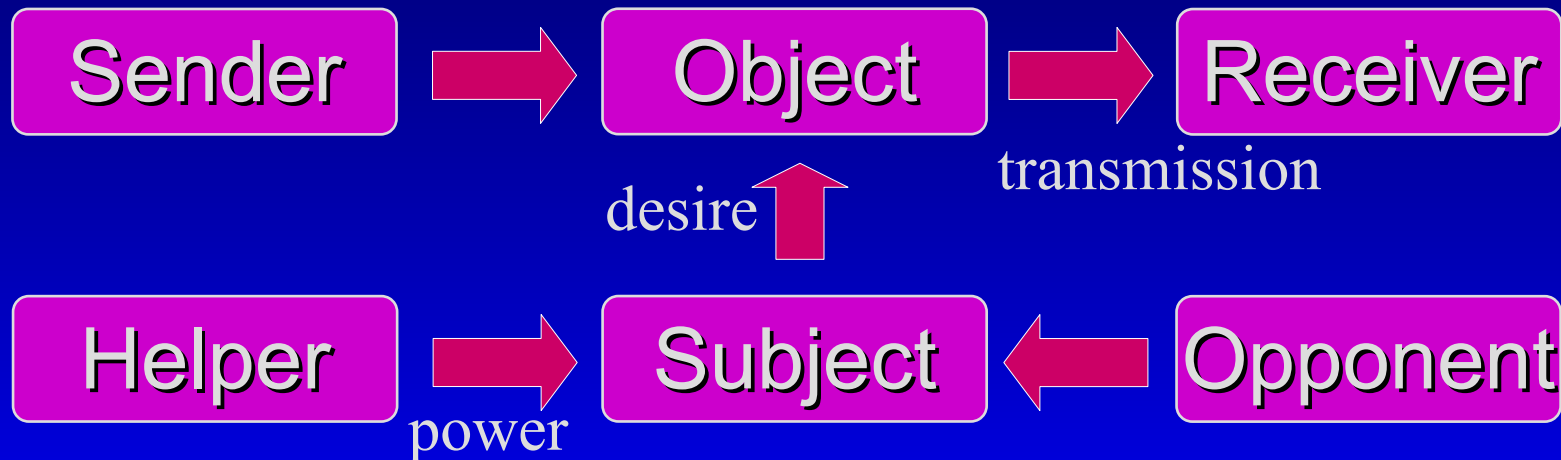 Sender Object Receiver
transmission
desire
Helper Subject Opponent
power